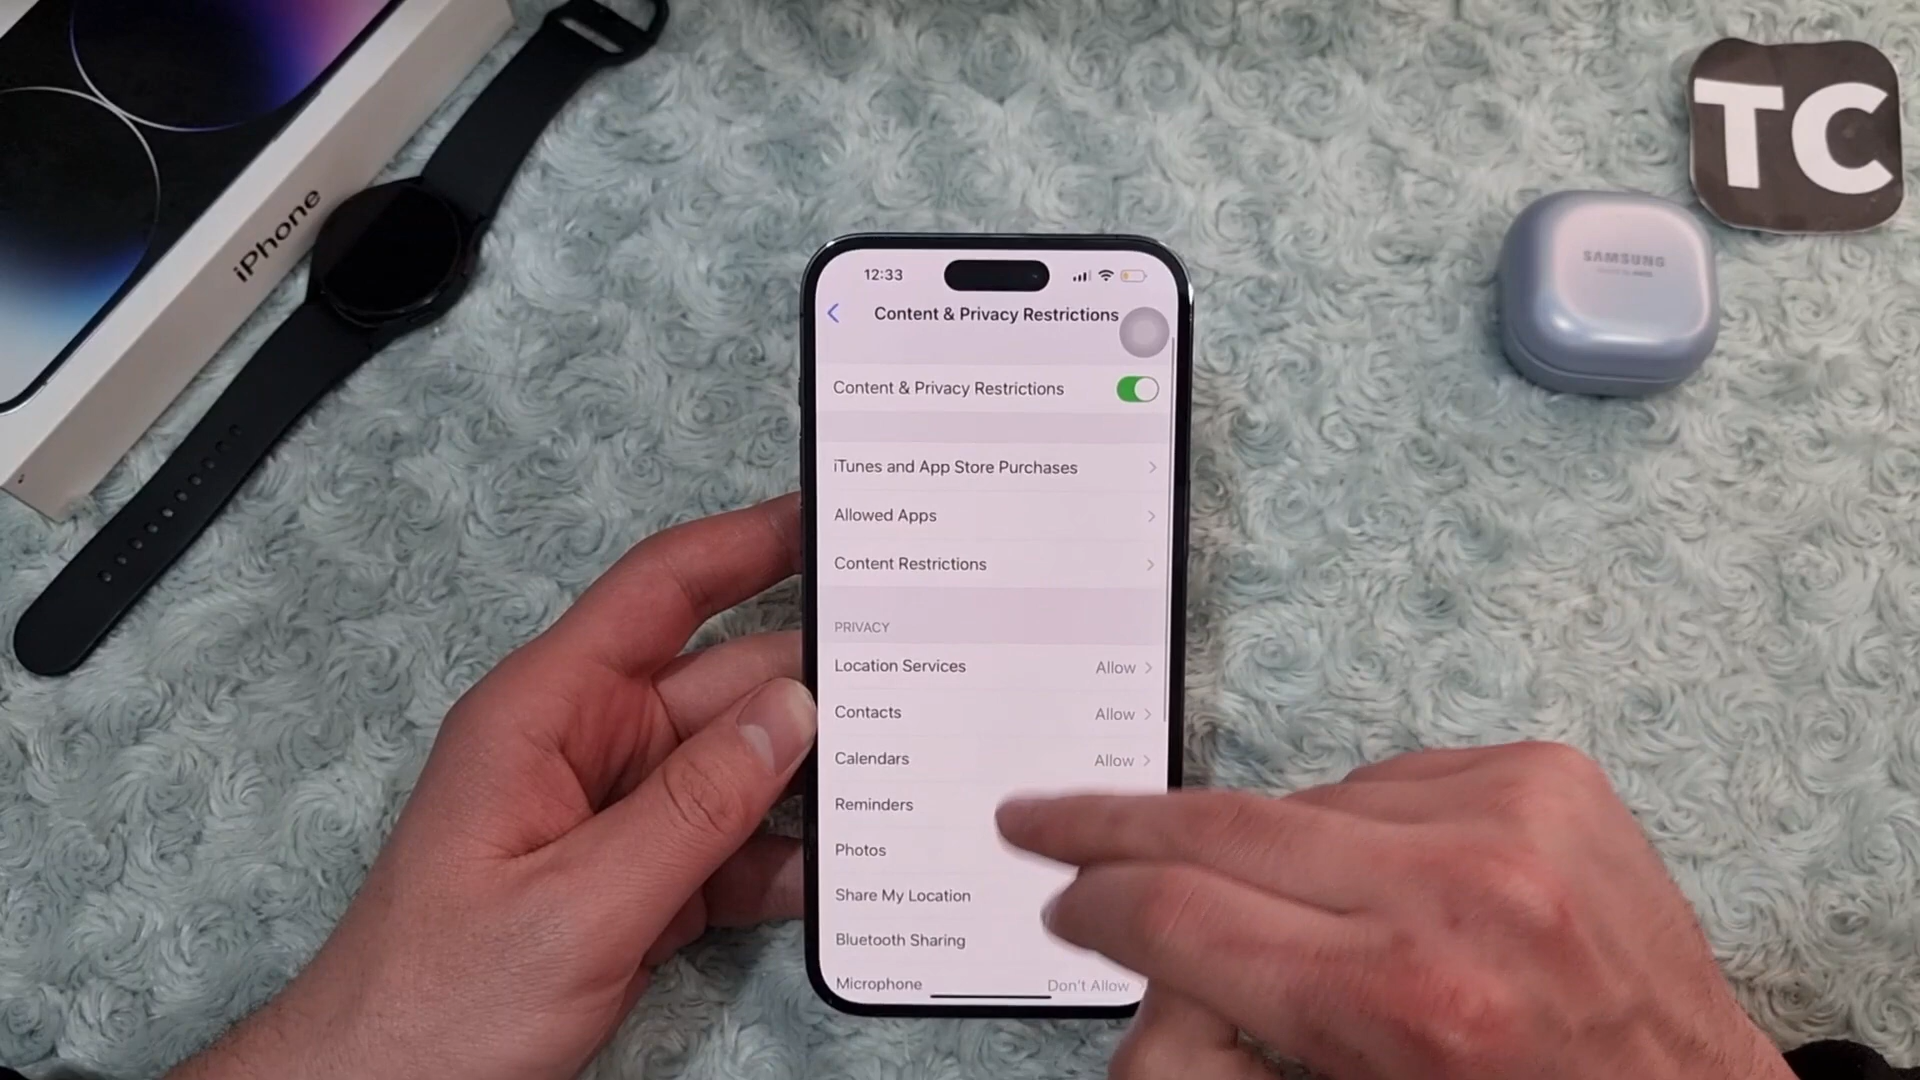 iPhone
TC
SAMSUNG
12:33
Content & Privacy Restrictions
Content & Privacy Restrictions
iTunes and App Store Purchases
Allowed Apps
Content Restrictions
PRIVACY
Location Services Allow
Contacts Allow
Calendars Allow
Reminders
Photos
Share My Location
Bluetooth Sharing
Microphone Don't Allow